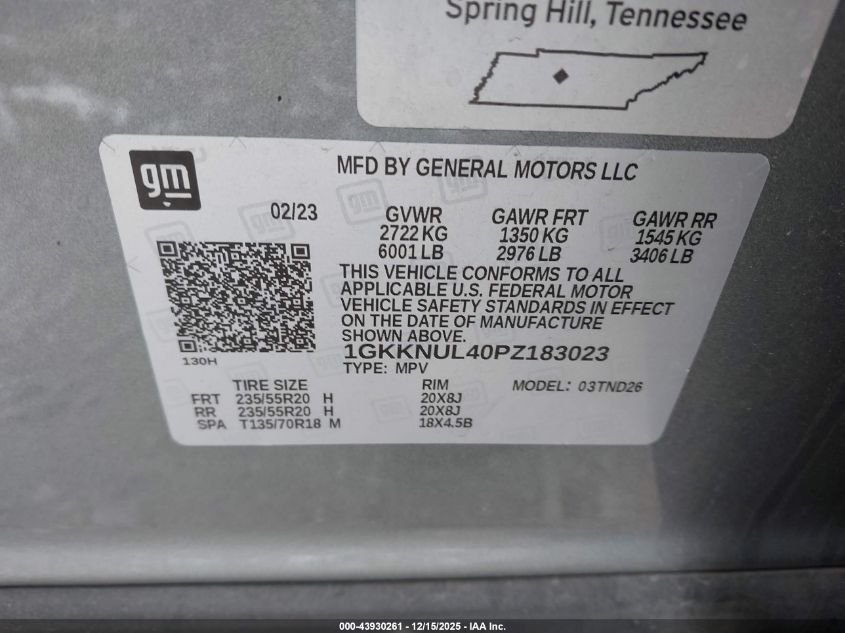 Spring Hill, Tennessee
gm
MFD BY GENERAL MOTORS LLC
02/23
GVWR GAWR FRT GAWR RR
2722 KG 1350 KG 1545 KG
6001 LB 2976 LB 3406 LB
THIS VEHICLE CONFORMS TO ALL
APPLICABLE U.S. FEDERAL MOTOR
VEHICLE SAFETY STANDARDS IN EFFECT
ON THE DATE OF MANUFACTURE
SHOWN ABOVE.
130H
1GKKNUL40PZ183023
TYPE: MPV
TIRE SIZE RIM MODEL: 03TND26
FRT 235/55R20 H 20X8J
RR 235/55R20 H 20X8J
SPA T135/70R18 M 18X4.5B
000-43930261 - 12/15/2025 - IAA Inc.